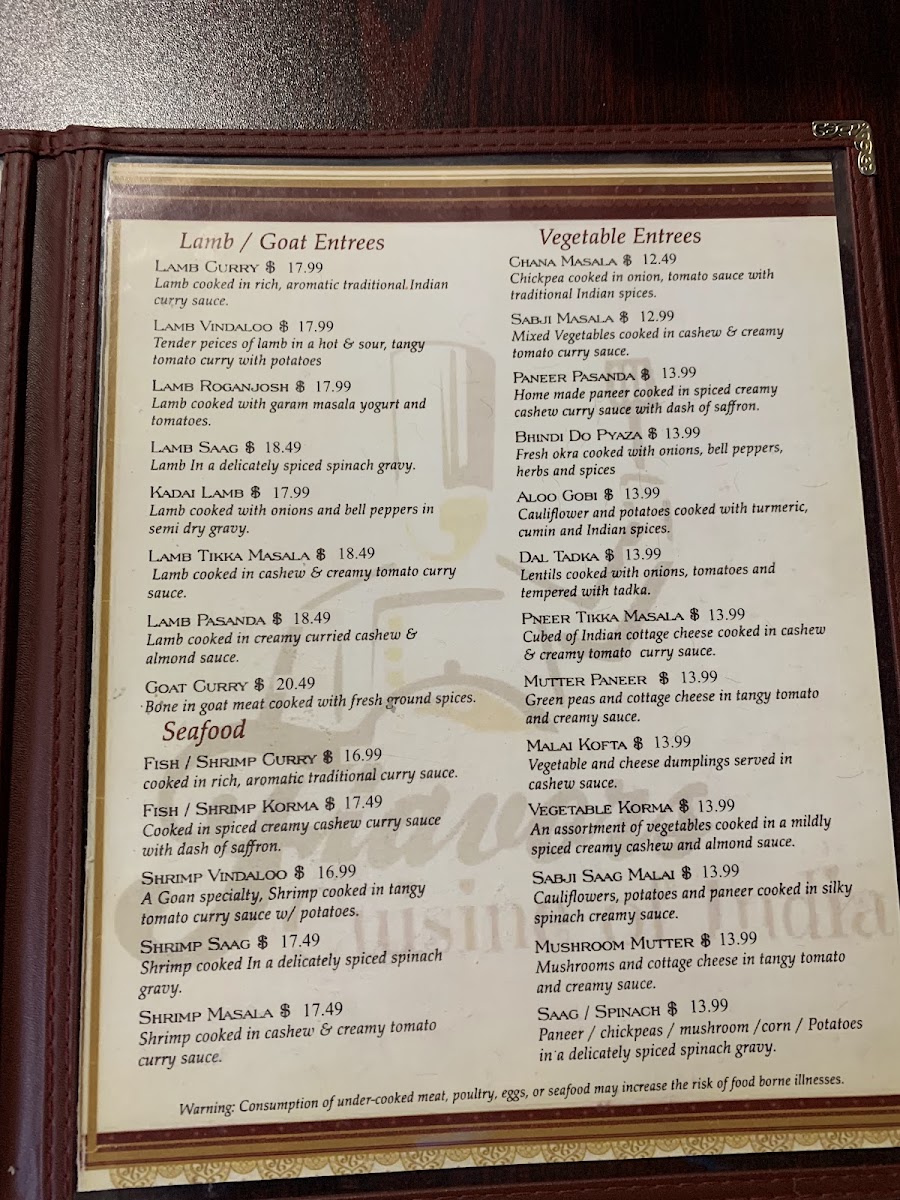 Lamb / Goat Entrees
LAMB CURRY $ 17.99
Lamb cooked in rich, aromatic traditional Indian
curry sauce.
LAMB VINDALOO $ 17.99
Tender peices of lamb in a hot & sour, tangy
tomato curry with potatoes
LAMB ROGANJOSH $ 17.99
Lamb cooked with garam masala yogurt and
tomatoes.
LAMB SAAG $ 18.49
Lamb In a delicately spiced spinach gravy.
KADAI LAMB $ 17.99
Lamb cooked with onions and bell peppers in
semi dry gravy.
LAMB TIKKA MASALA $ 18.49
Lamb cooked in cashew & creamy tomato curry
sauce.
LAMB PASANDA $ 18.49
Lamb cooked in creamy curried cashew &
almond sauce.
GOAT CURRY $ 20.49
Bone in goat meat cooked with fresh ground spices.
Seafood
FISH / SHRIMP CURRY $ 16.99
cooked in rich, aromatic traditional curry sauce.
FISH / SHRIMP KORMA $ 17.49
Cooked in spiced creamy cashew curry sauce
with dash of saffron.
SHRIMP VINDALOO $ 16.99
A Goan specialty, Shrimp cooked in tangy
tomato curry sauce w/ potatoes.
SHRIMP SAAG $ 17.49
Shrimp cooked In a delicately spiced spinach
gravy.
SHRIMP MASALA $ 17.49
Shrimp cooked in cashew & creamy tomato
curry sauce.
Vegetable Entrees
CHANA MASALA $ 12.49
Chickpea cooked in onion, tomato sauce with
traditional Indian spices.
SABJI MASALA $ 12.99
Mixed Vegetables cooked in cashew & creamy
tomato curry sauce.
PANEER PASANDA $ 13.99
Home made paneer cooked in spiced creamy
cashew curry sauce with dash of saffron.
BHINDI DO PYAZA $ 13.99
Fresh okra cooked with onions, bell peppers,
herbs and spices
ALOO GOBI $ 13.99
Cauliflower and potatoes cooked with turmeric,
cumin and Indian spices.
DAL TADKA $ 13.99
Lentils cooked with onions, tomatoes and
tempered with tadka.
PNEER TIKKA MASALA $ 13.99
Cubed of Indian cottage cheese cooked in cashew
& creamy tomato curry sauce.
MUTTER PANEER $ 13.99
Green peas and cottage cheese in tangy tomato
and creamy sauce.
MALAI KOFTA $ 13.99
Vegetable and cheese dumplings served in
cashew sauce.
VEGETABLE KORMA $ 13.99
An assortment of vegetables cooked in a mildly
spiced creamy cashew and almond sauce.
SABJI SAAG MALAI $ 13.99
Cauliflowers, potatoes and paneer cooked in silky
spinach creamy sauce.
MUSHROOM MUTTER $ 13.99
Mushrooms and cottage cheese in tangy tomato
and creamy sauce.
SAAG / SPINACH $ 13.99
Paneer / chickpeas / mushroom /corn / Potatoes
in a delicately spiced spinach gravy.
Warning: Consumption of under-cooked meat, poultry, eggs, or seafood may increase the risk of food borne illnesses.